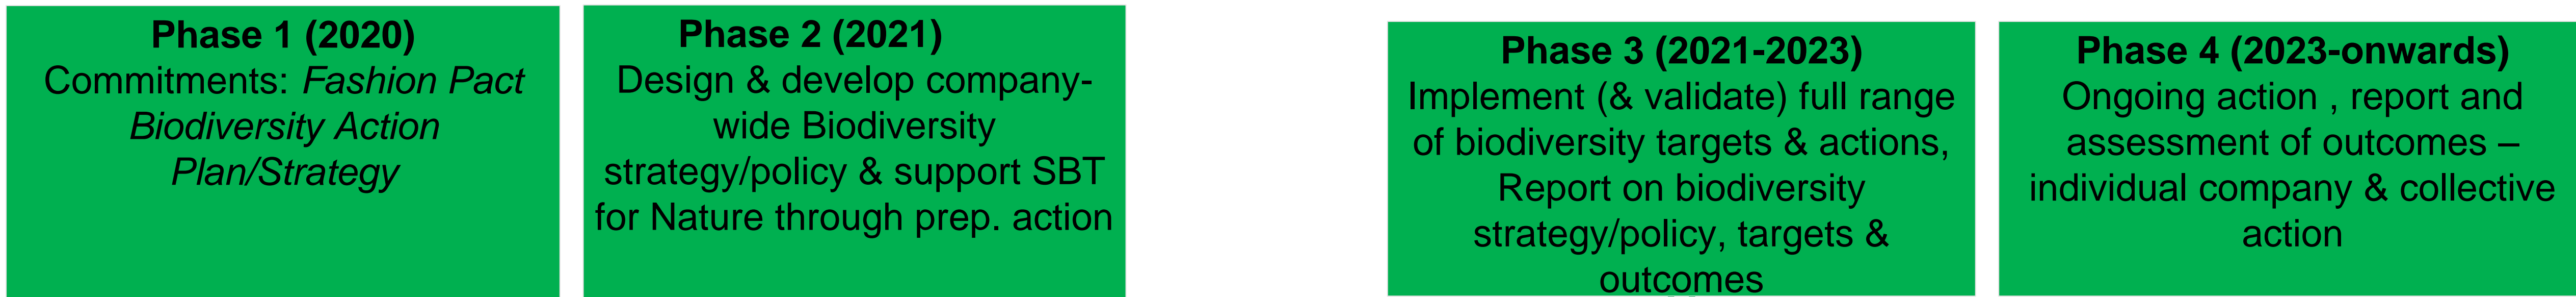 Phase 1 (2020)
Commitments: Fashion Pact
Biodiversity Action
Plan/Strategy
Phase 2 (2021)
Design & develop company-
wide Biodiversity
strategy/policy & support SBT
for Nature through prep. action
Phase 3 (2021-2023)
Implement (& validate) full range
of biodiversity targets & actions,
Report on biodiversity
strategy/policy, targets &
outcomes
Phase 4 (2023-onwards)
Ongoing action , report and
assessment of outcomes –
individual company & collective
action